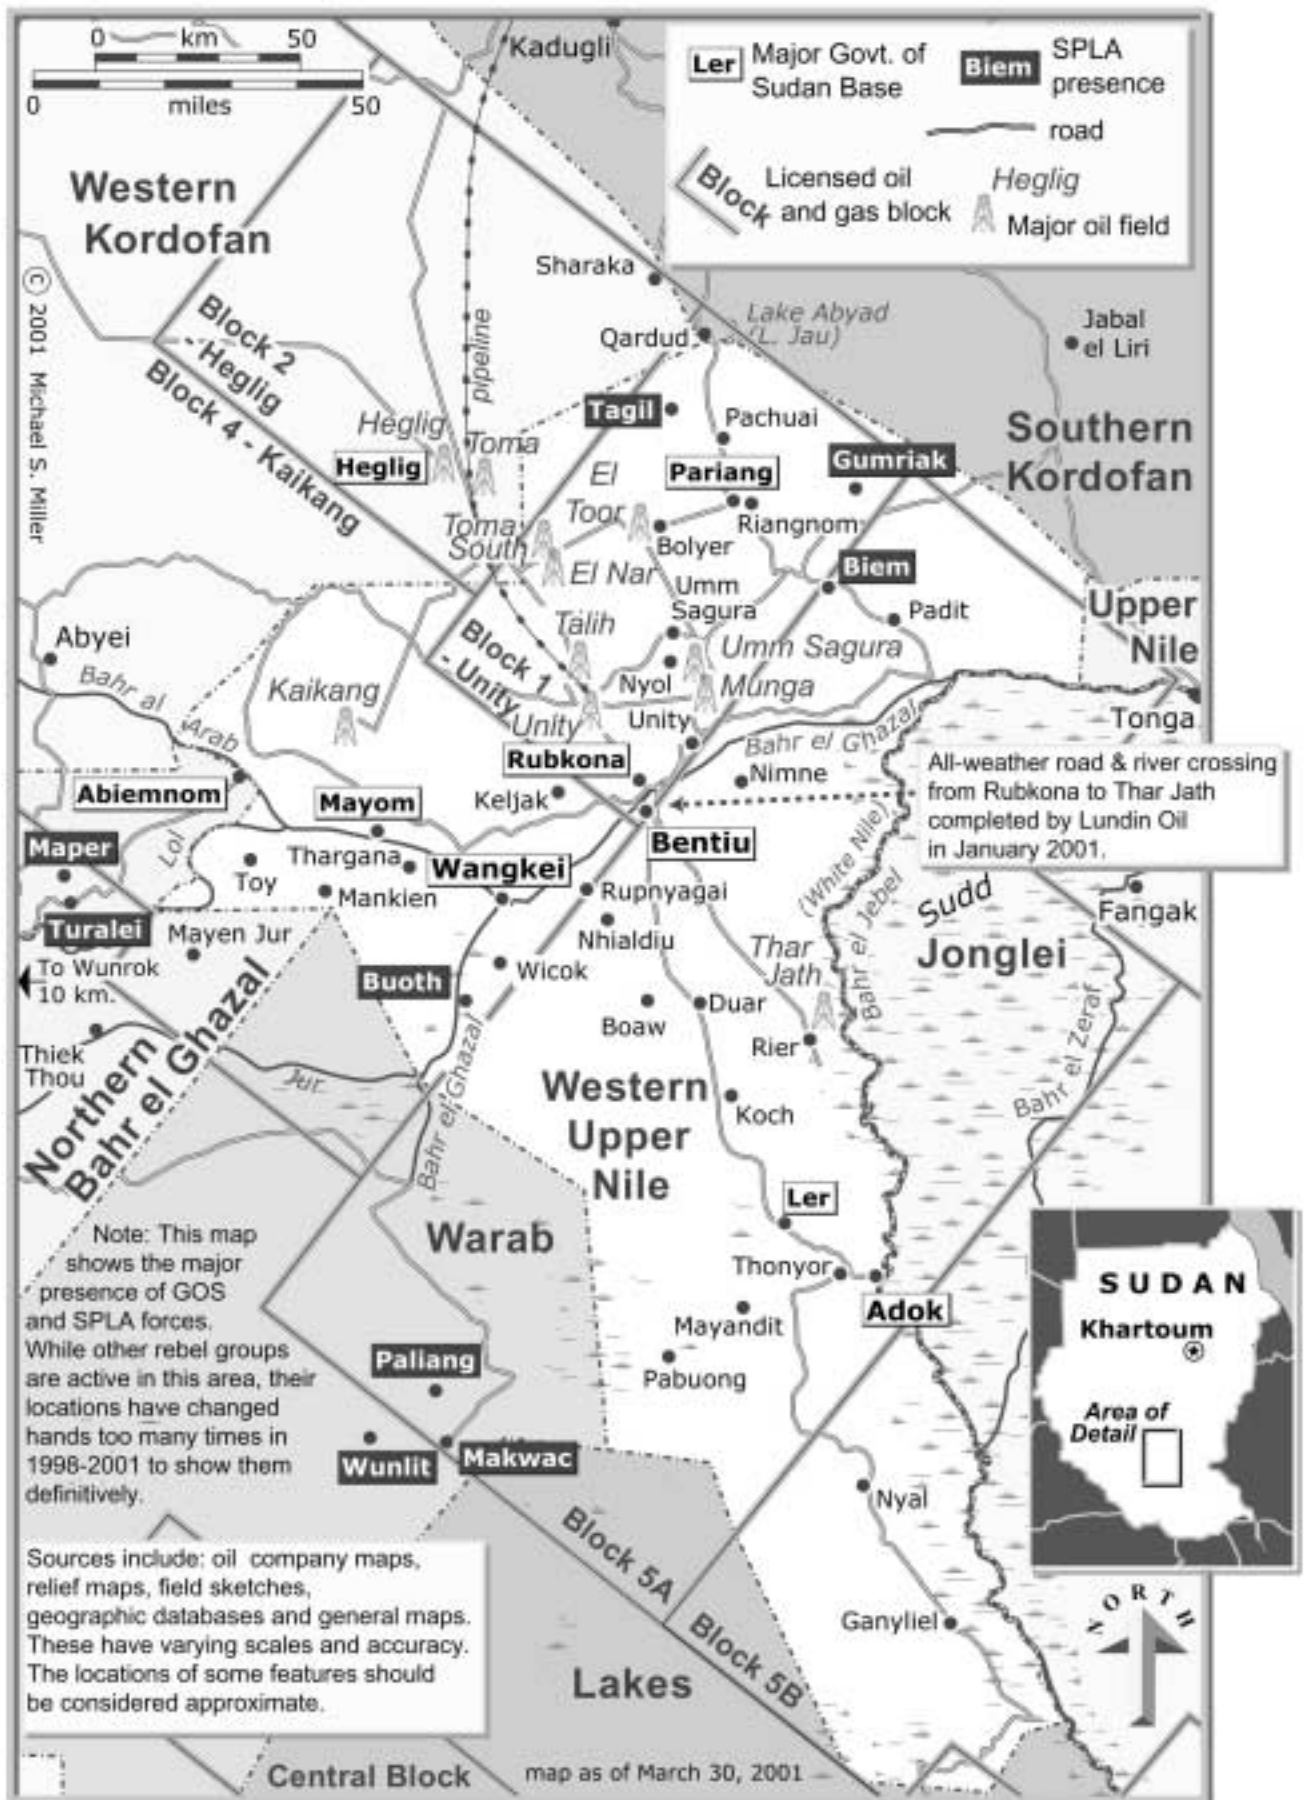 0 km 50
0 miles 50
Kadugli
Ler
Major Govt. of
Sudan Base
Biem
SPLA
presence
road
Block
Licensed oil
and gas block
Heglig
Major oil field
Western
Kordofan
© 2001 Michael S. Miller
Sharaka
pipeline
Block 2
- Heglig
Block 4 - Kaikang
Qardud
Lake Abyad
(L. Jau)
Jabal
el Liri
Tagil
Pachuai
Southern
Kordofan
Heglig
Toma
Heglig
El
Toor
Pariang
Gumriak
Riangnom
Toma
South
Bolyer
El Nar
Biem
Umm
Sagura
Padit
Upper
Nile
Abyei
Talih
Block 1
- Unity
Umm Sagura
Bahr al Arab
Kaikang
Nyol
Munga
Unity
Unity
Tonga
Bahr el Ghazal
Rubkona
Nimne
All-weather road & river crossing
from Rubkona to Thar Jath
completed by Lundin Oil
in January 2001.
Abiemnom
Mayom
Keljak
Maper
Lol
Thargana
Wangkei
Bentiu
(White Nile)
Bahr el Jebel
Toy
Mankien
Rupnyagai
Sudd
Fangak
Turalei
Mayen Jur
Nhialdiu
Thar
Jath
Jonglei
To Wunrok
10 km.
Buoth
Wicok
Boaw
Duar
Rier
Bahr el Zeraf
Thiek
Thou
Northern
Bahr el Ghazal
Jur
Bahr el Ghazal
Western
Upper
Nile
Koch
Ler
Warab
Note: This map
shows the major
presence of GOS
and SPLA forces.
While other rebel groups
are active in this area, their
locations have changed
hands too many times in
1998-2001 to show them
definitively.
Thonyor
Adok
Mayandit
Pabuong
SUDAN
Khartoum
Area of
Detail
Paliang
Wunlit
Makwac
Nyal
Block 5A
Block 5B
Ganyliel
NORTH
Sources include: oil company maps,
relief maps, field sketches,
geographic databases and general maps.
These have varying scales and accuracy.
The locations of some features should
be considered approximate.
Lakes
Central Block
map as of March 30, 2001